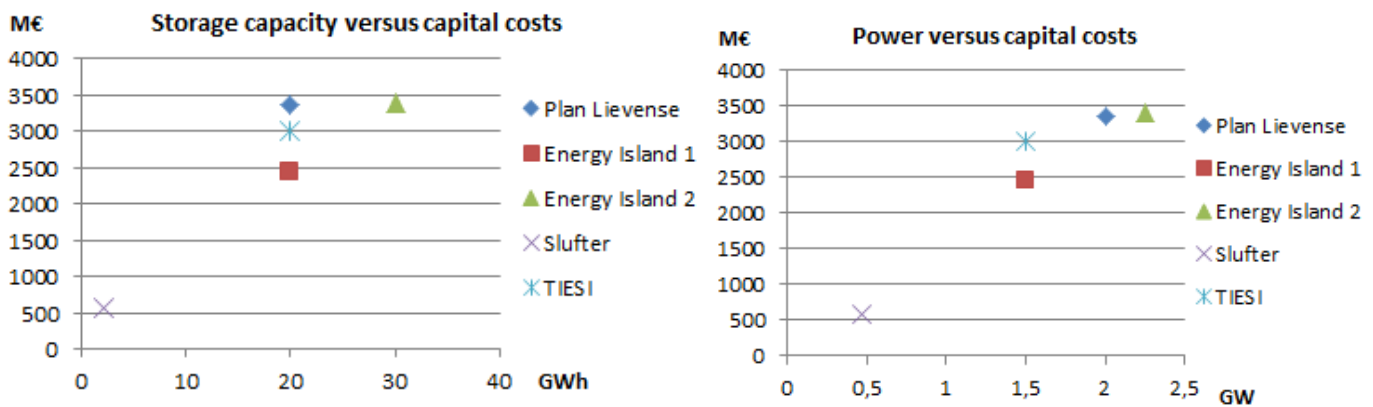 M€
Storage capacity versus capital costs
4000
3500
3000
2500
2000
1500
1000
500
0
0 10 20 30 40 GWh
Plan Lievense
Energy Island 1
Energy Island 2
Slufter
TIESI
M€
Power versus capital costs
4000
3500
3000
2500
2000
1500
1000
500
0
0 0,5 1 1,5 2 2,5 GW
Plan Lievense
Energy Island 1
Energy Island 2
Slufter
TIESI